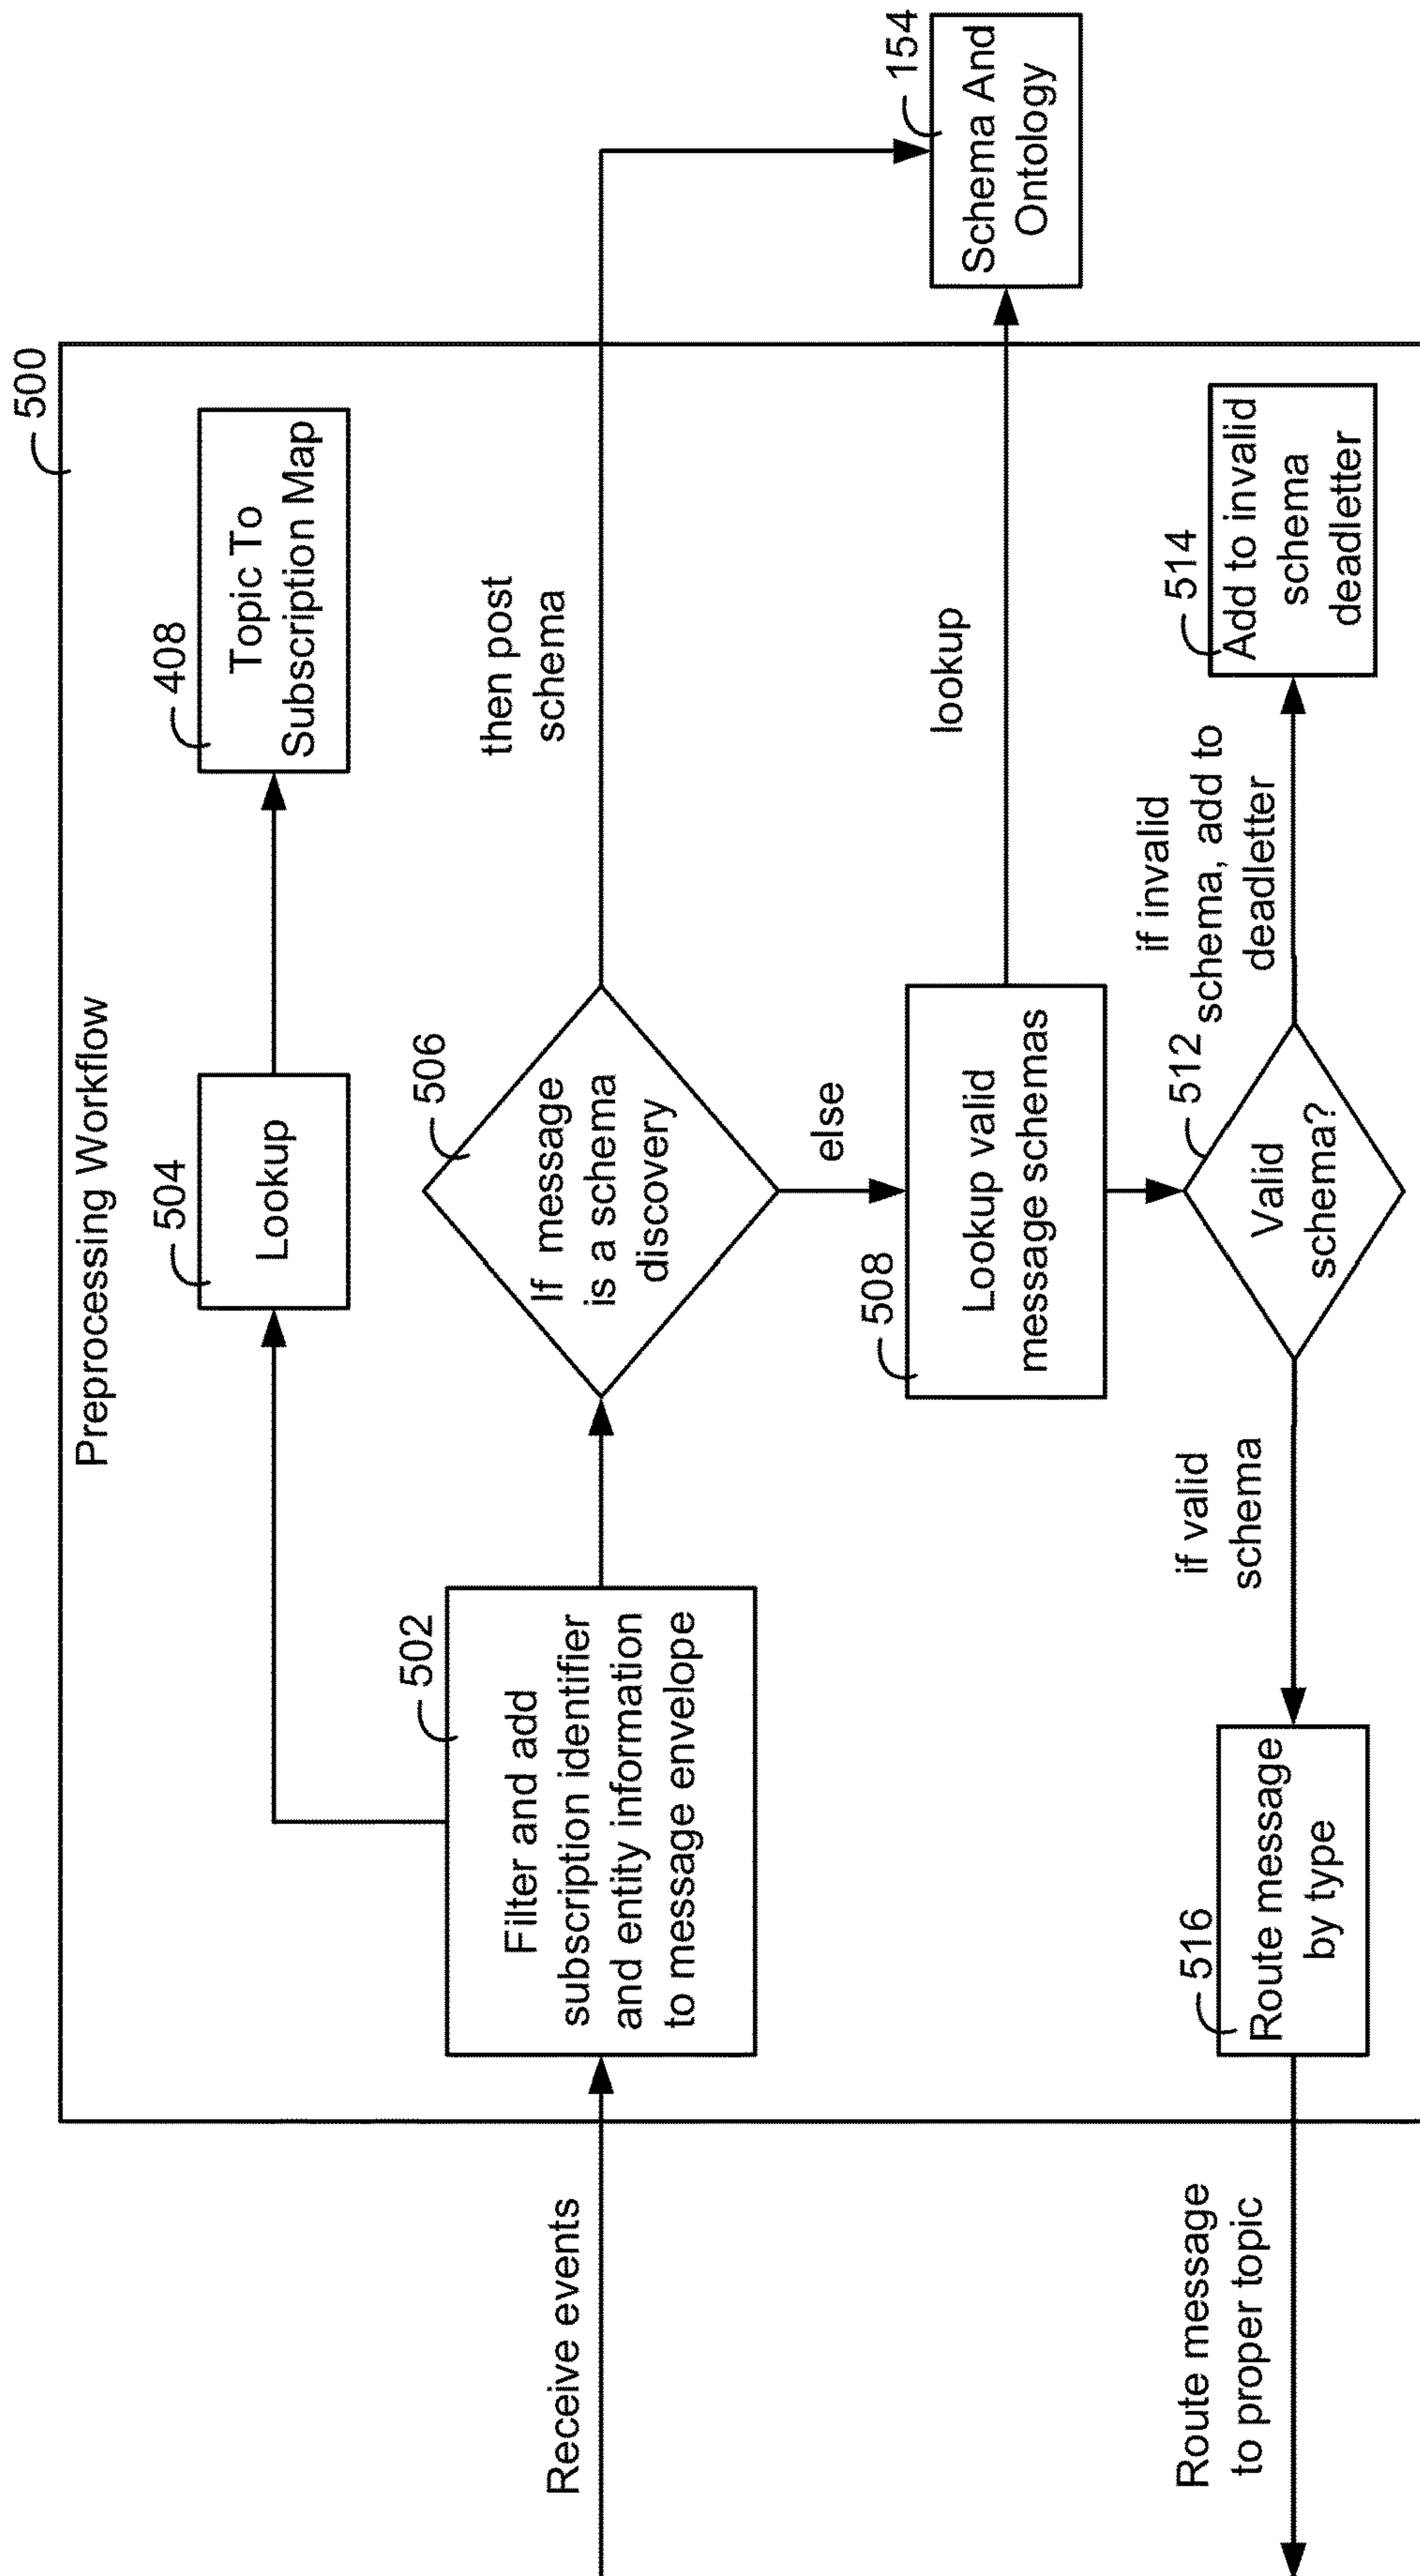 500
Preprocessing Workflow
504
Lookup
408
Topic To
Subscription Map
Receive events
502
Filter and add
subscription identifier
and entity information
to message envelope
506
If message
is a schema
discovery
then post
schema
154
Schema And
Ontology
else
508
Lookup valid
message schemas
lookup
512
Valid
schema?
if invalid
schema, add to
deadletter
514
Add to invalid
schema
deadletter
if valid
schema
516
Route message
by type
Route message
to proper topic